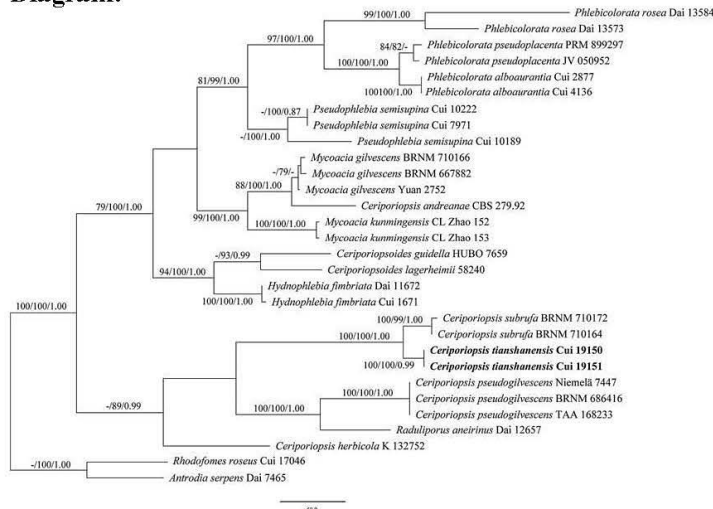 Diagram:
99/100/1.00
Phlebicolorata rosea Dai 13584
Phlebicolorata rosea Dai 13573
97/100/1.00
84/82/-
Phlebicolorata pseudoplacenta PRM 899297
Phlebicolorata pseudoplacenta JV 050952
100/100/1.00
Phlebicolorata alboaurantia Cui 2877
100100/1.00
Phlebicolorata alboaurantia Cui 4136
81/99/1.00
-/100/0.87
Pseudophlebia semisupina Cui 10222
Pseudophlebia semisupina Cui 7971
-/100/1.00
Pseudophlebia semisupina Cui 10189
Mycoacia gilvescens BRNM 710166
-/79/-
Mycoacia gilvescens BRNM 667882
88/100/1.00
Mycoacia gilvescens Yuan 2752
Ceriporiopsis andreanae CBS 279.92
79/100/1.00
99/100/1.00
100/100/1.00
Mycoacia kunmingensis CL Zhao 152
Mycoacia kunmingensis CL Zhao 153
-/93/0.99
Ceriporiopsoides guidella HUBO 7659
94/100/1.00
Ceriporiopsoides lagerheimii 58240
Hydnophlebia fimbriata Dai 11672
100/100/1.00
Hydnophlebia fimbriata Cui 1671
100/100/1.00
100/99/1.00
Ceriporiopsis subrufa BRNM 710172
Ceriporiopsis subrufa BRNM 710164
100/100/1.00
Ceriporiopsis tianshanensis Cui 19150
100/100/0.99
Ceriporiopsis tianshanensis Cui 19151
Ceriporiopsis pseudogilvescens Niemelä 7447
100/100/1.00
Ceriporiopsis pseudogilvescens BRNM 686416
-/89/0.99
100/100/1.00
Ceriporiopsis pseudogilvescens TAA 168233
Raduliporus aneirinus Dai 12657
Ceriporiopsis herbicola K 132752
-/100/1.00
Rhodofomes roseus Cui 17046
Antrodia serpens Dai 7465